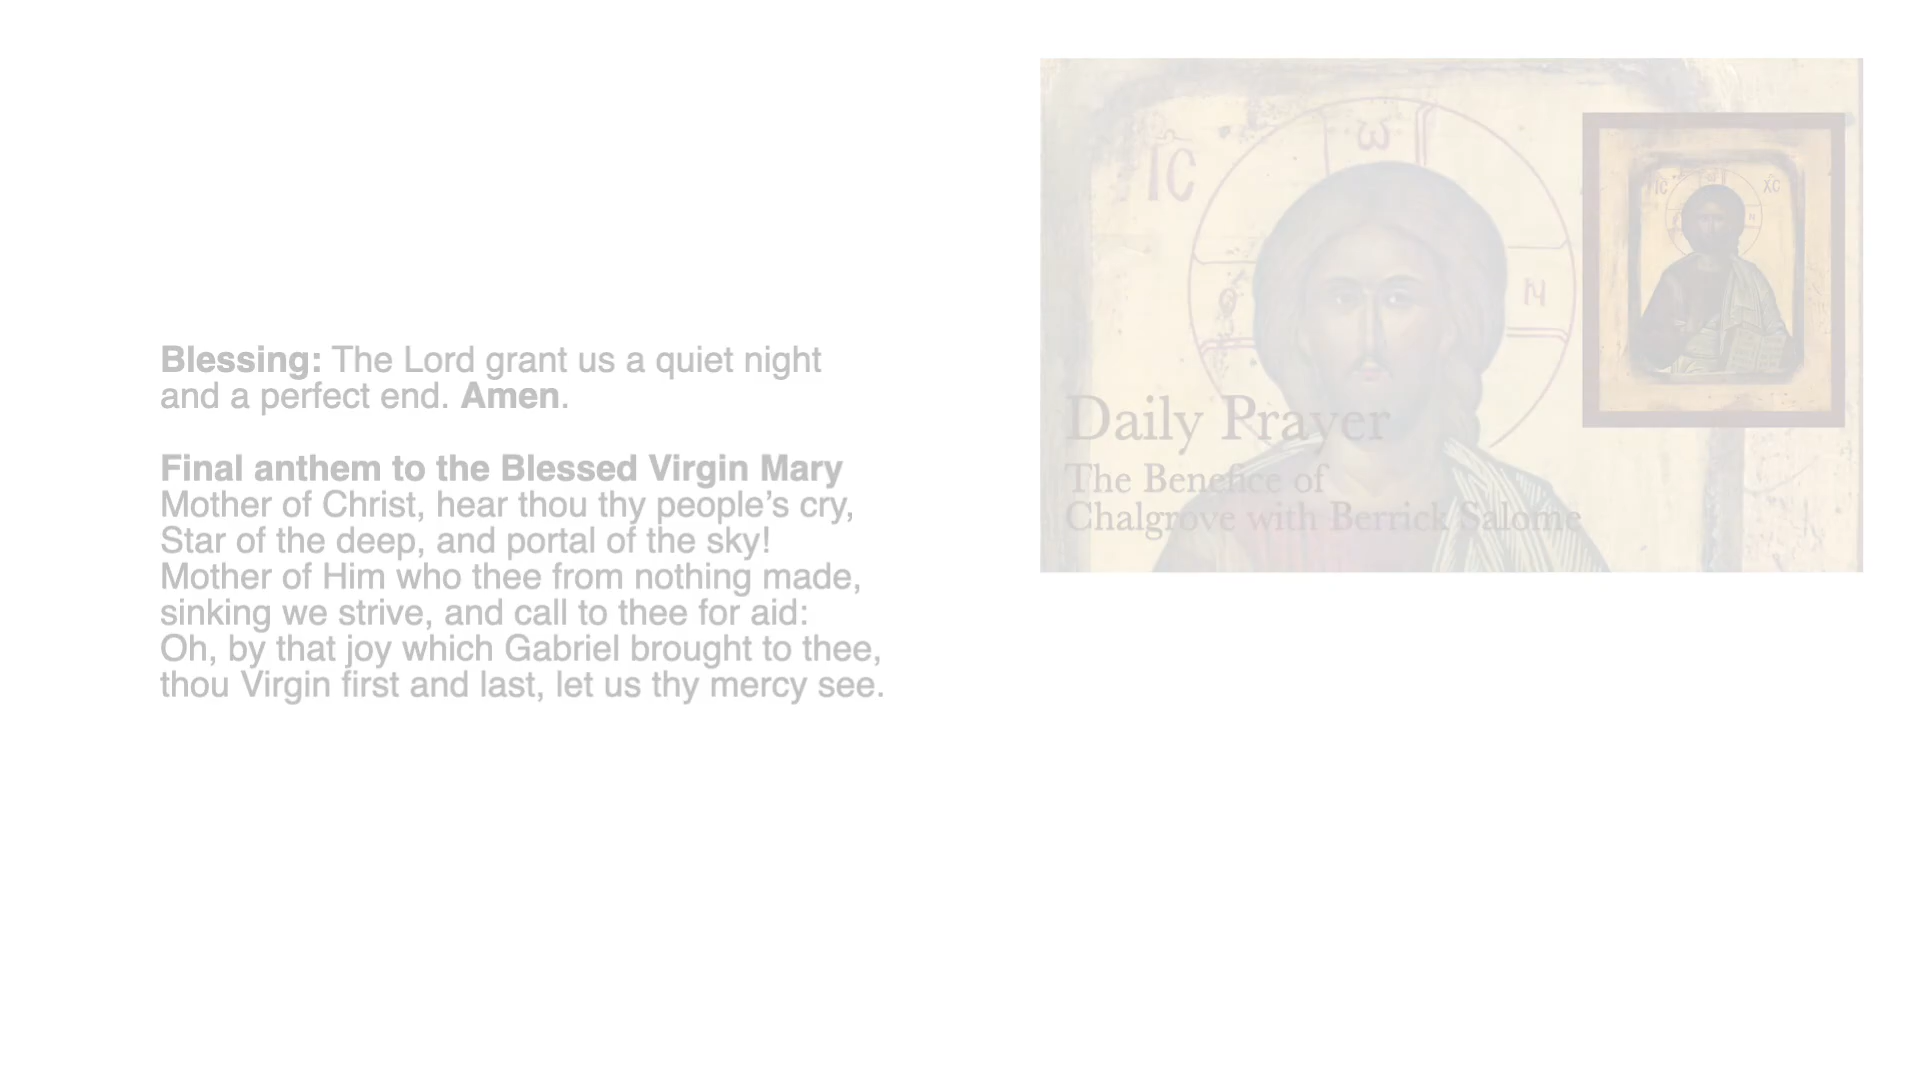 Blessing: The Lord grant us a quiet night
and a perfect end. Amen.
Final anthem to the Blessed Virgin Mary
Mother of Christ, hear thou thy people’s cry,
Star of the deep, and portal of the sky!
Mother of Him who thee from nothing made,
sinking we strive, and call to thee for aid:
Oh, by that joy which Gabriel brought to thee,
thou Virgin first and last, let us thy mercy see.
IC
ω
N
IC
XC
N
Daily Prayer
The Benefice of
Chalgrove with Berrick Salome